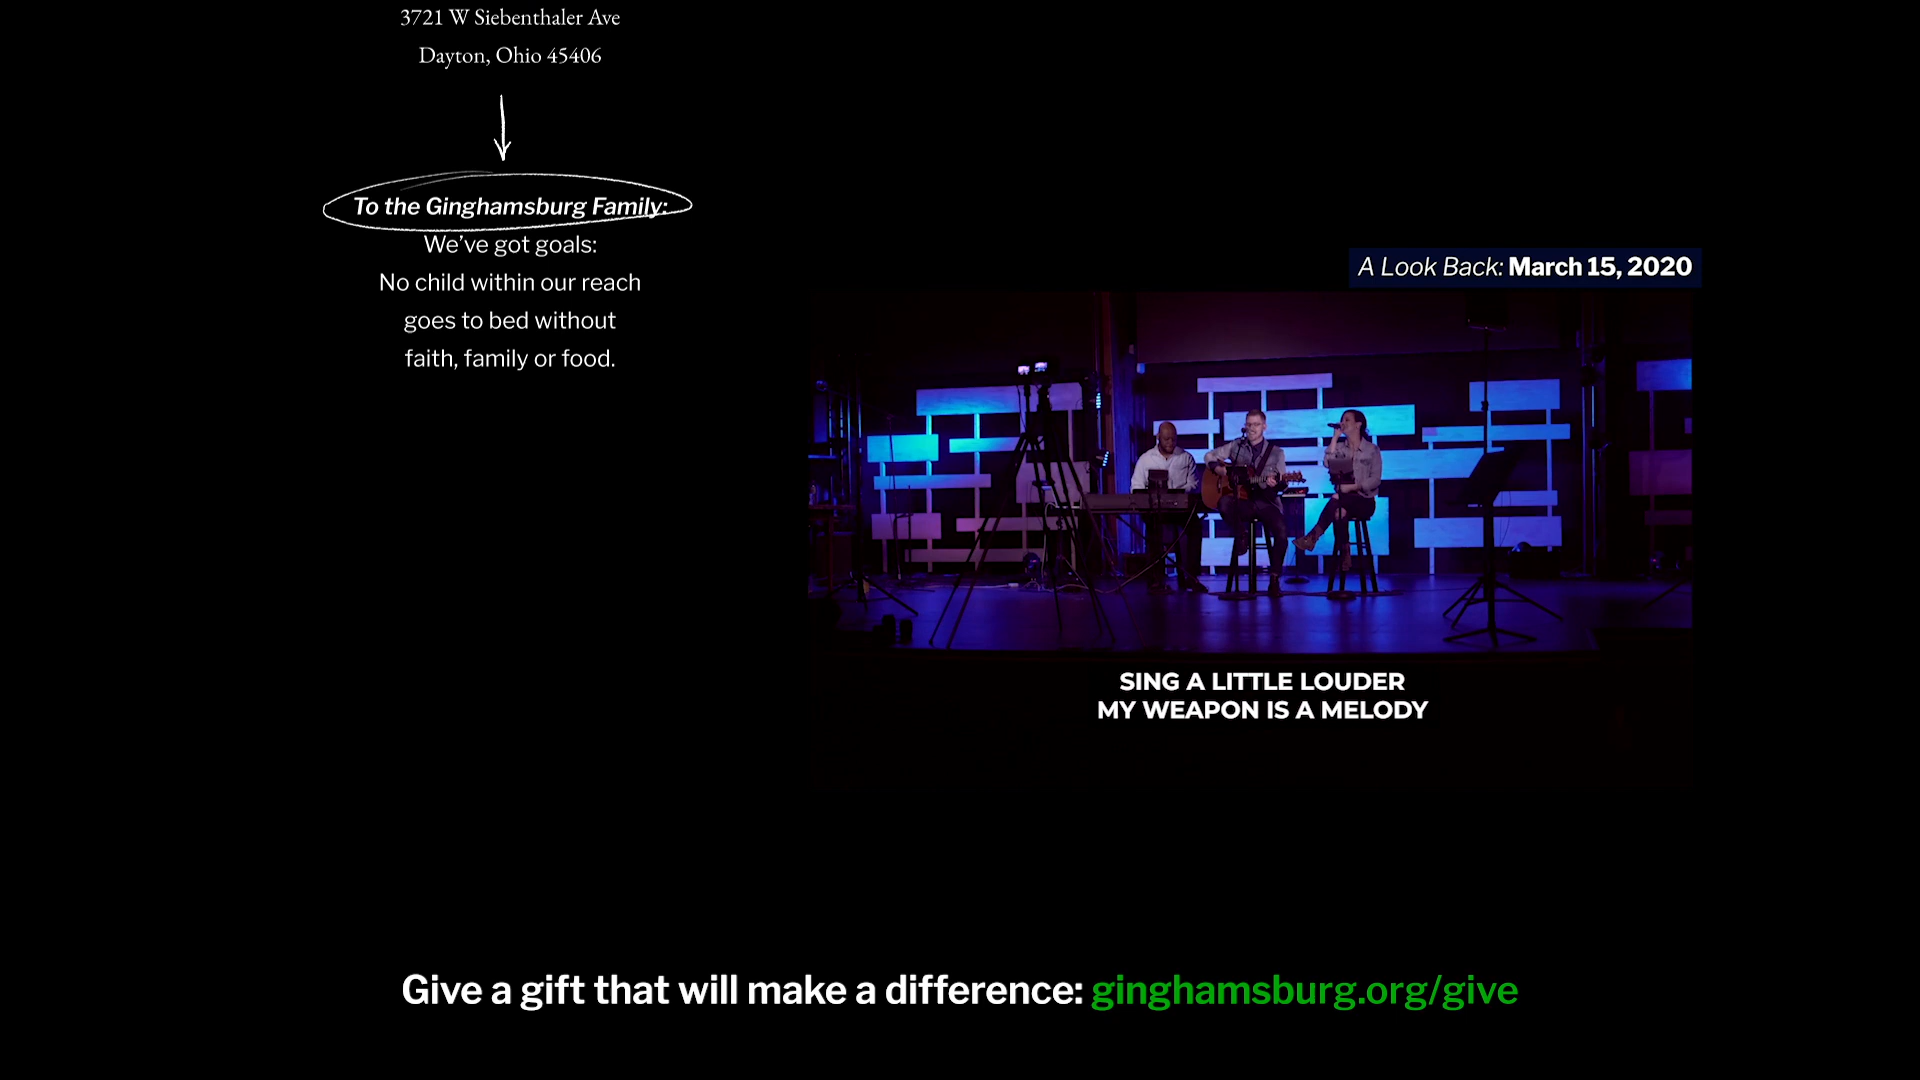 3721 W Siebenthaler Ave
Dayton, Ohio 45406
To the Ginghamsburg Family:
We’ve got goals:
No child within our reach
goes to bed without
faith, family or food.
A Look Back: March 15, 2020
SING A LITTLE LOUDER
MY WEAPON IS A MELODY
Give a gift that will make a difference: ginghamsburg.org/give